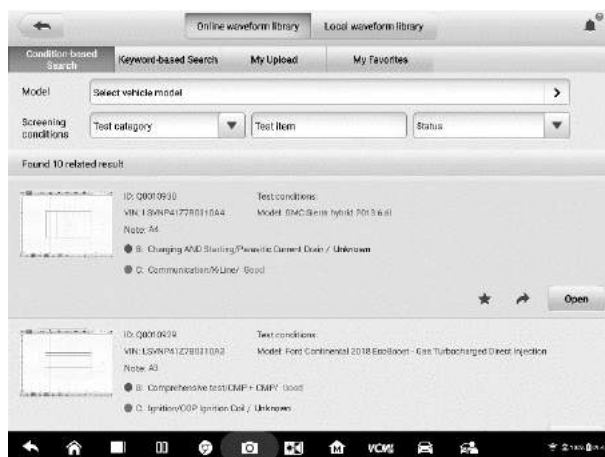 Online waveform library
Local waveform library
Condition-based
Search
Keyword-based Search
My Upload
My Favorites
Model
Select vehicle model
Screening
conditions
Test category
Test item
Status
Found 10 related result
ID: Q0010930
Test conditions
VIN: LSVNP41Z7B0110A4
Model: GMC Sierra hybrid 2013 6.0l
Note: A4
B: Charging AND Starting/Parasitic Current Drain / Unknown
C: Communication/K-Line/ Good
Open
ID: Q0010929
Test conditions
Model: Ford Continental 2018 EcoBoost - Gas Turbocharged Direct Injection
Note: A3
B: Comprehensive test/CMP + CMP/ Good
C: Ignition/COP Ignition Coil / Unknown
VCMI